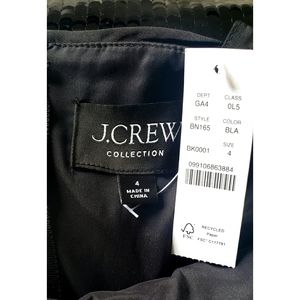 J.CREW
COLLECTION
4
MADE IN
CHINA
DEPT CLASS
GA4 0L5
STYLE COLOR
BN165 BLA
SIZE
BK0001 4
099106863884
FSC
RECYCLED
Paper